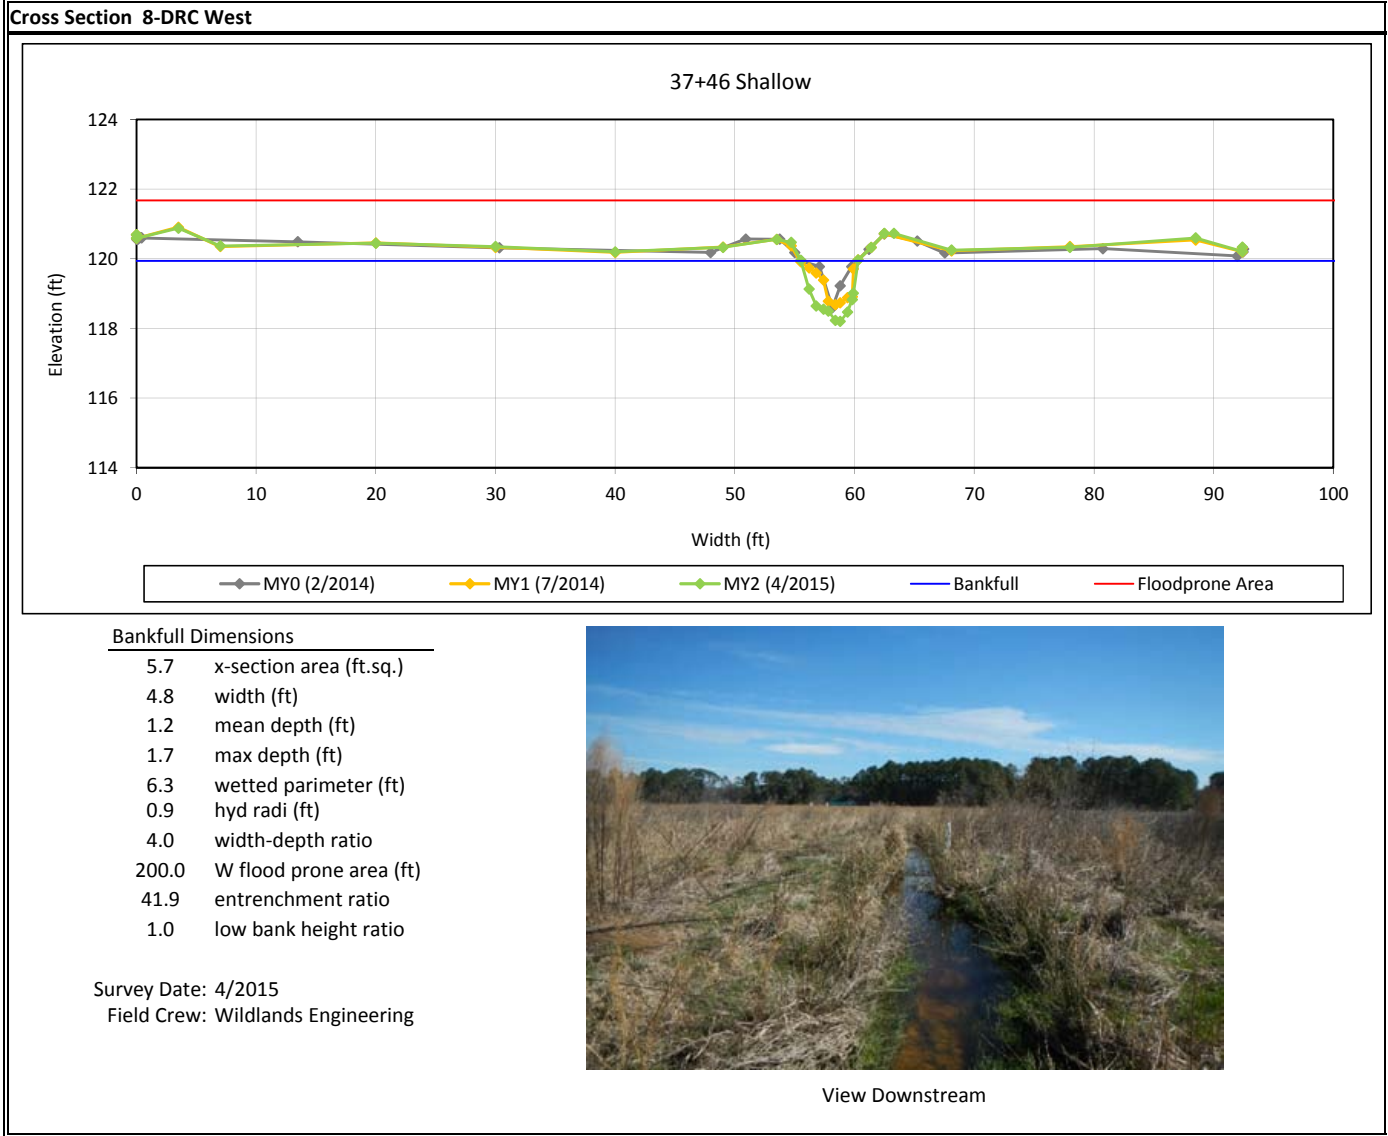 Cross Section 8-DRC West
37+46 Shallow
124
122
120
118
116
114
Elevation (ft)
0 10 20 30 40 50 60 70 80 90 100
Width (ft)
MY0 (2/2014) MY1 (7/2014) MY2 (4/2015) Bankfull Floodprone Area
Bankfull Dimensions
5.7 x-section area (ft.sq.)
4.8 width (ft)
1.2 mean depth (ft)
1.7 max depth (ft)
6.3 wetted parimeter (ft)
0.9 hyd radi (ft)
4.0 width-depth ratio
200.0 W flood prone area (ft)
41.9 entrenchment ratio
1.0 low bank height ratio
Survey Date: 4/2015
Field Crew: Wildlands Engineering
View Downstream